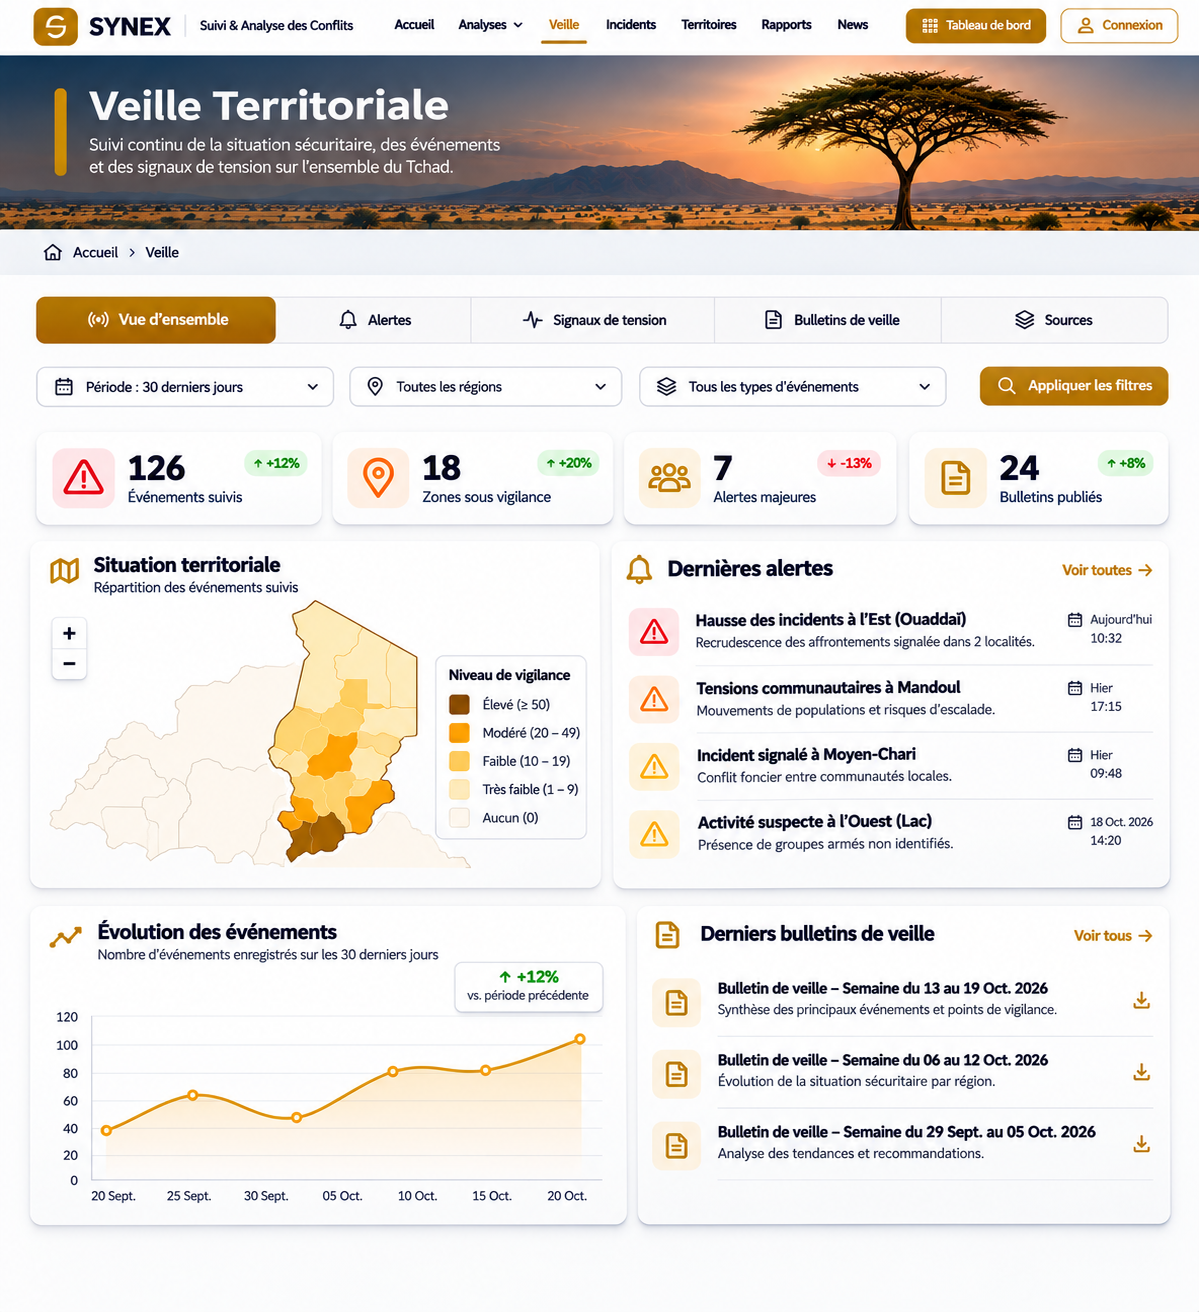 SYNEX
Suivi & Analyse des Conflits
Accueil
Analyses
Veille
Incidents
Territoires
Rapports
News
Tableau de bord
Connexion
Veille Territoriale
Suivi continu de la situation sécuritaire, des événements
et des signaux de tension sur l'ensemble du Tchad.
Accueil > Veille
Vue d'ensemble
Alertes
Signaux de tension
Bulletins de veille
Sources
Période : 30 derniers jours
Toutes les régions
Tous les types d'événements
Appliquer les filtres
126
↑ +12%
Événements suivis
18
↑ +20%
Zones sous vigilance
7
↓ -13%
Alertes majeures
24
↑ +8%
Bulletins publiés
Situation territoriale
Répartition des événements suivis
+
−
Niveau de vigilance
Élevé (≥ 50)
Modéré (20 – 49)
Faible (10 – 19)
Très faible (1 – 9)
Aucun (0)
Dernières alertes
Voir toutes →
Hausse des incidents à l'Est (Ouaddaï)
Recrudescence des affrontements signalée dans 2 localités.
Aujourd'hui
10:32
Tensions communautaires à Mandoul
Mouvements de populations et risques d'escalade.
Hier
17:15
Incident signalé à Moyen-Chari
Conflit foncier entre communautés locales.
Hier
09:48
Activité suspecte à l'Ouest (Lac)
Présence de groupes armés non identifiés.
18 Oct. 2026
14:20
Évolution des événements
Nombre d'événements enregistrés sur les 30 derniers jours
↑ +12%
vs. période précédente
120
100
80
60
40
20
0
20 Sept.
25 Sept.
30 Sept.
05 Oct.
10 Oct.
15 Oct.
20 Oct.
Derniers bulletins de veille
Voir tous →
Bulletin de veille – Semaine du 13 au 19 Oct. 2026
Synthèse des principaux événements et points de vigilance.
Bulletin de veille – Semaine du 06 au 12 Oct. 2026
Évolution de la situation sécuritaire par région.
Bulletin de veille – Semaine du 29 Sept. au 05 Oct. 2026
Analyse des tendances et recommandations.